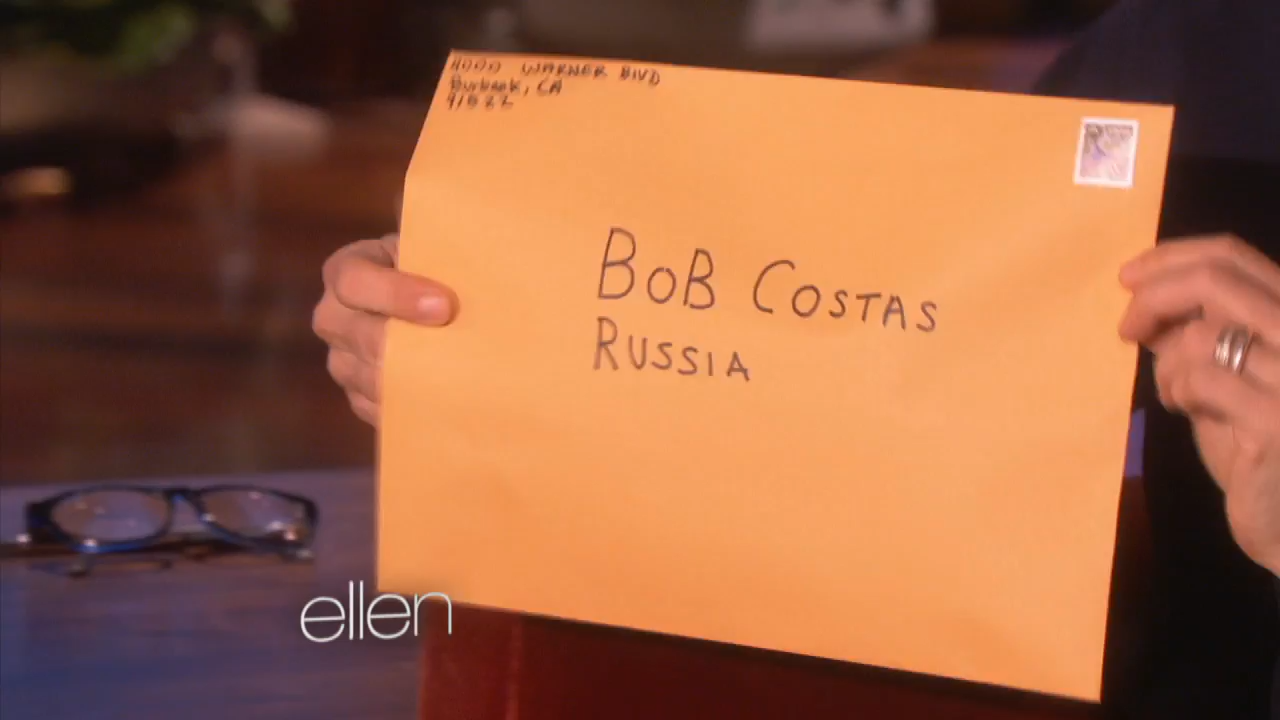 4000 WARNER BLVD
Burbank, CA
91522
BOB COSTAS
RUSSIA
ellen